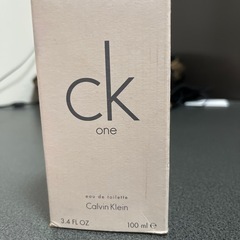 ck
one
eau de toilette
Calvin Klein
3.4 FL OZ 100 ml e